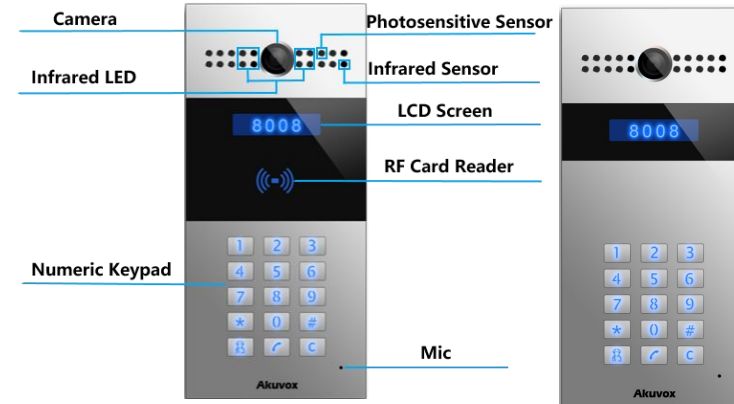 Camera
Photosensitive Sensor
Infrared LED
Infrared Sensor
LCD Screen
8008
8008
RF Card Reader
Numeric Keypad
1 2 3
4 5 6
7 8 9
* 0 #
C
1 2 3
4 5 6
7 8 9
* 0 #
C
Mic
Akuvox
Akuvox